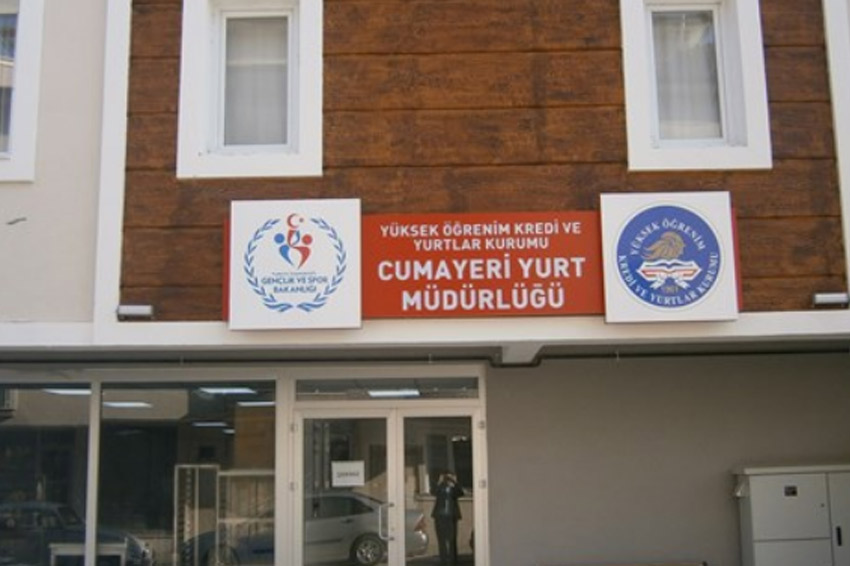 YÜKSEK ÖĞRENİM KREDİ VE
YURTLAR KURUMU
CUMAYERİ YURT
MÜDÜRLÜĞÜ
GENÇLİK VE SPOR
BAKANLIĞI
YÜKSEK ÖĞRENİM
KREDİ VE YURTLAR KURUMU
1961